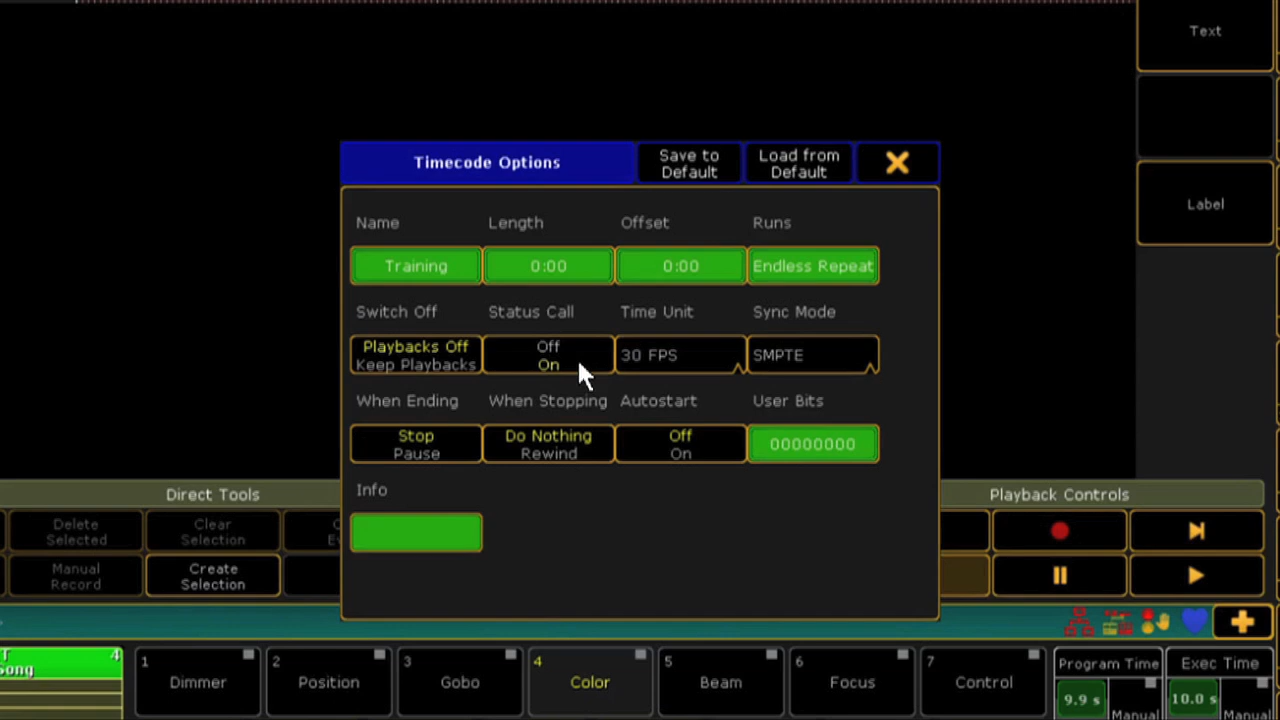 Text
Label
Timecode Options
Save to
Default
Load from
Default
Name
Length
Offset
Runs
Training
0:00
0:00
Endless Repeat
Switch Off
Status Call
Time Unit
Sync Mode
Playbacks Off
Keep Playbacks
Off
On
30 FPS
SMPTE
When Ending
When Stopping
Autostart
User Bits
Stop
Pause
Do Nothing
Rewind
Off
On
00000000
Info
Direct Tools
Playback Controls
Delete
Selected
Clear
Selection
Manual
Record
Create
Selection
4
Song
1
Dimmer
2
Position
3
Gobo
4
Color
5
Beam
6
Focus
7
Control
Program Time
9.9 s
Manual
Exec Time
10.0 s
Manual